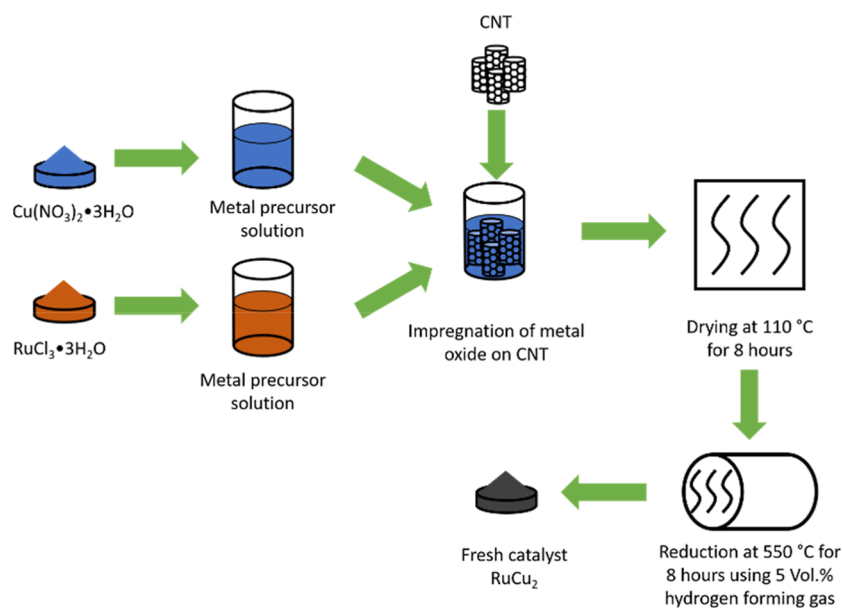 CNT
Cu(NO₃)₂•3H₂O
Metal precursor
solution
RuCl₃•3H₂O
Metal precursor
solution
Impregnation of metal
oxide on CNT
Drying at 110 °C
for 8 hours
Reduction at 550 °C for
8 hours using 5 Vol.%
hydrogen forming gas
Fresh catalyst
RuCu₂